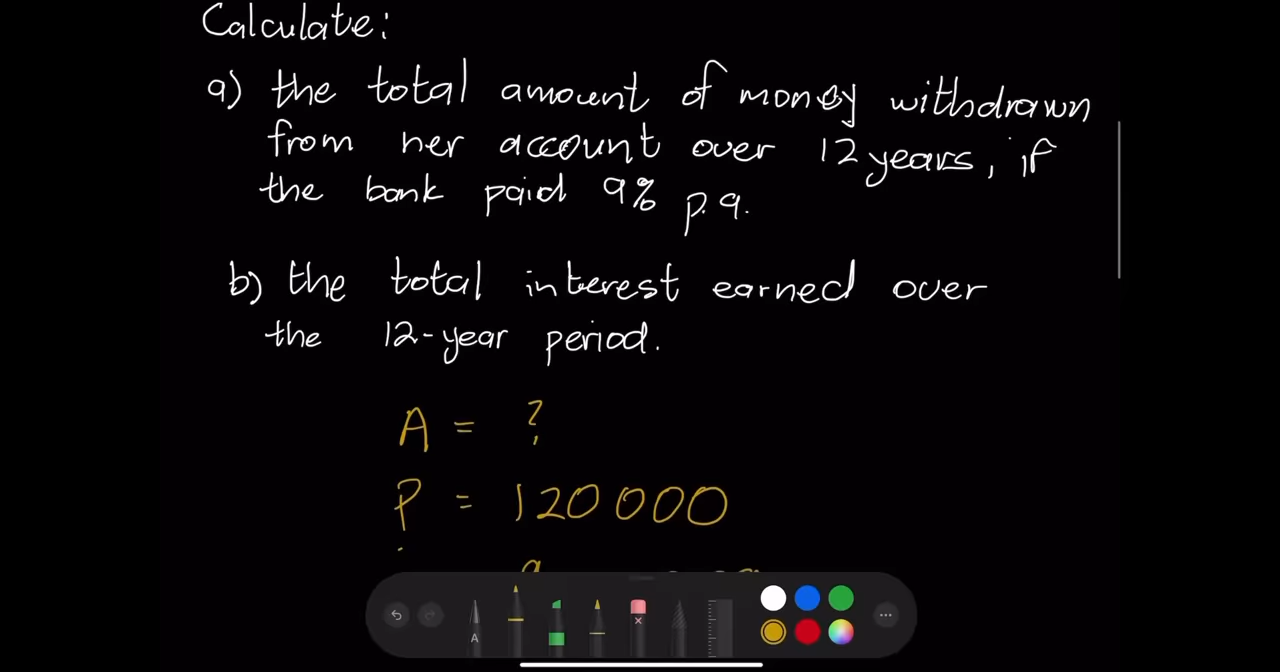 Calculate:
a) the total amount of money withdrawn
from her account over 12 years, if
the bank paid 9% p.a.
b) the total interest earned over
the 12-year period.
A = ?
P = 120 000
A